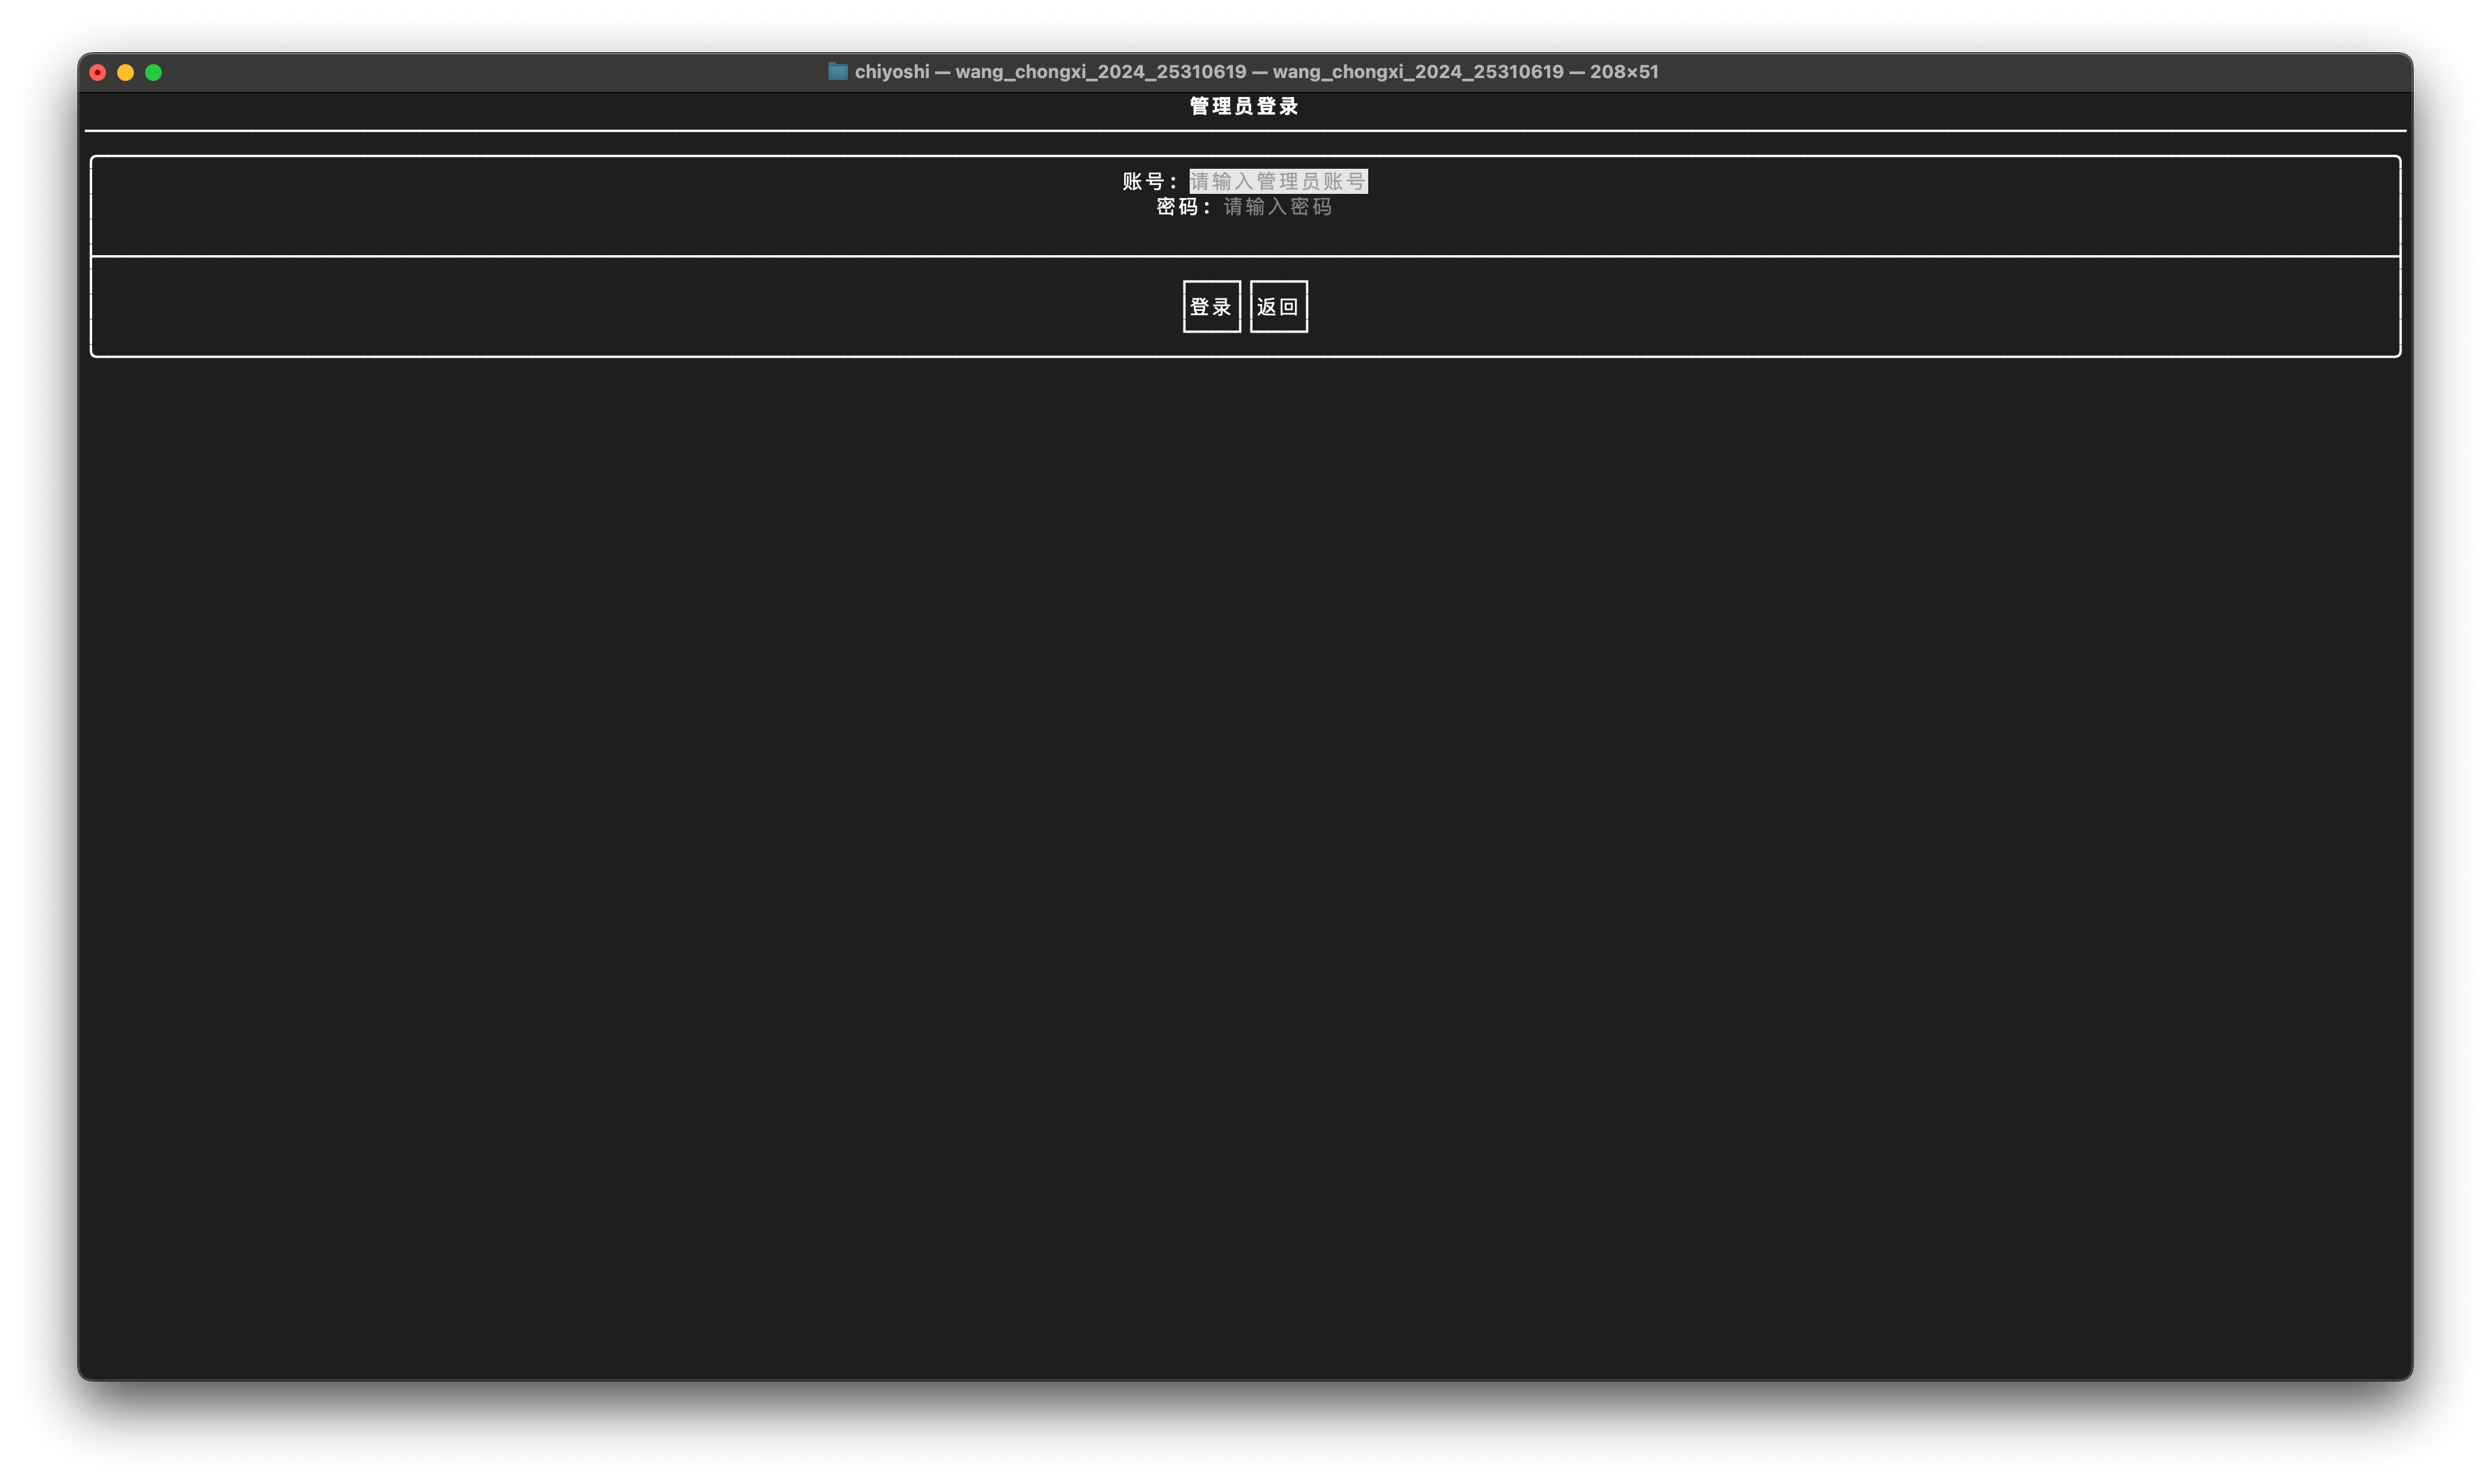 chiyoshi — wang_chongxi_2024_25310619 — wang_chongxi_2024_25310619 — 208×51
管理员登录
账号：请输入管理员账号
密码：请输入密码
登录 返回